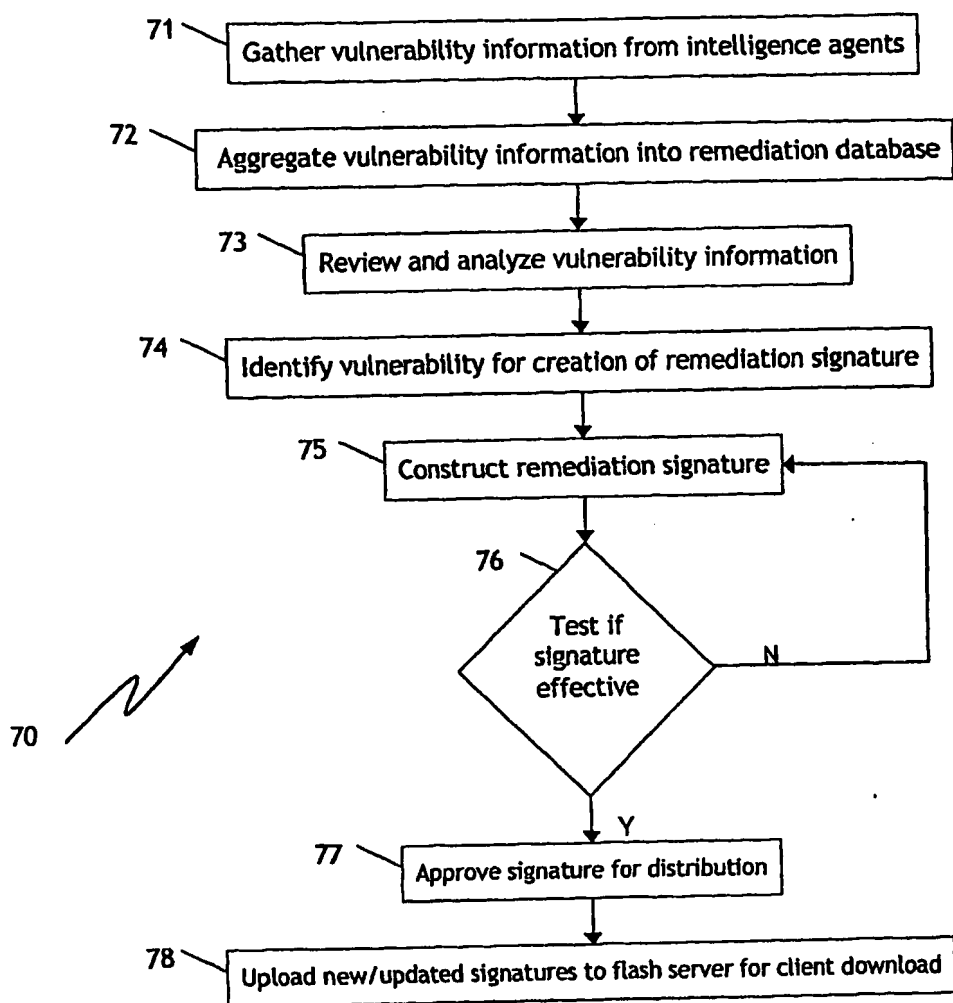 71
Gather vulnerability information from intelligence agents
72
Aggregate vulnerability information into remediation database
73
Review and analyze vulnerability information
74
Identify vulnerability for creation of remediation signature
75
Construct remediation signature
76
Test if
signature
effective
N
70
Y
77
Approve signature for distribution
78
Upload new/updated signatures to flash server for client download